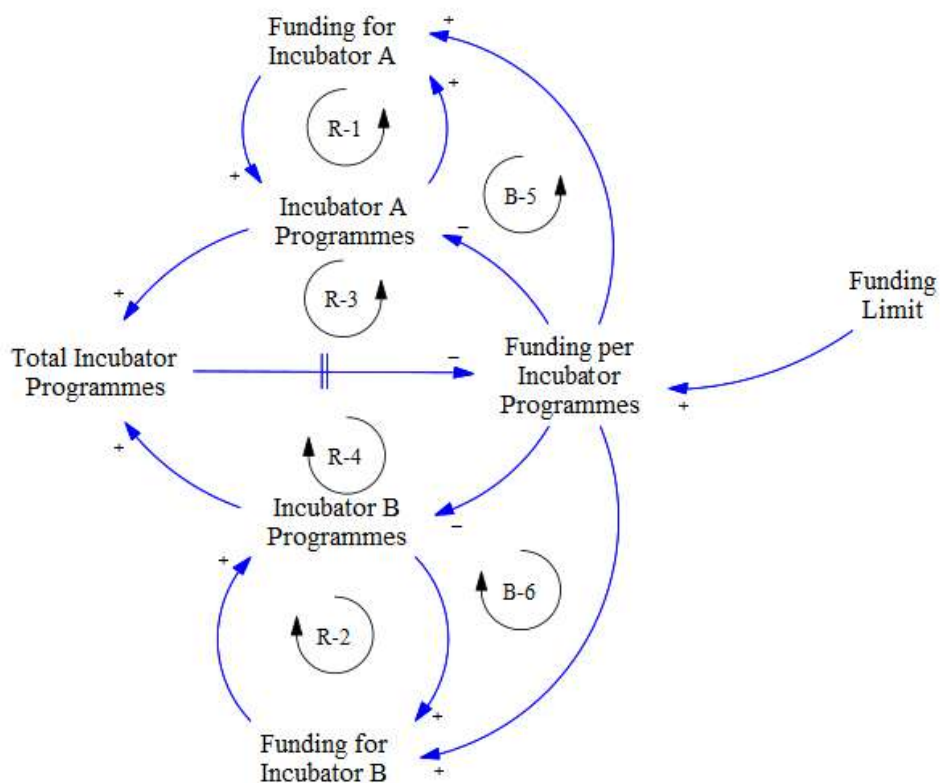 +
Funding for
Incubator A
+
R-1
+
B-5
Incubator A
Programmes
−
+
R-3
Funding
Limit
Total Incubator
Programmes
−
Funding per
Incubator
Programmes
+
+
R-4
Incubator B
Programmes
−
+
B-6
R-2
+
Funding for
Incubator B
+